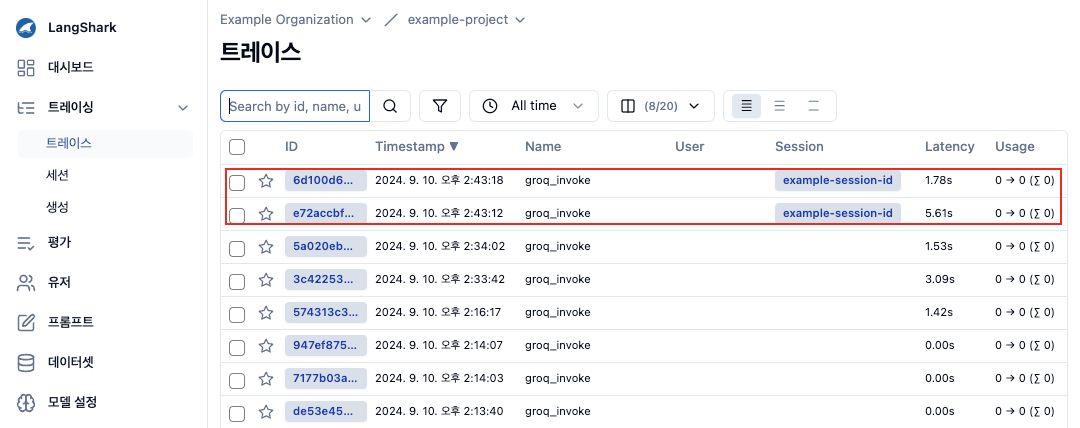 LangShark
대시보드
트레이싱
트레이스
세션
생성
평가
유저
프롬프트
데이터셋
모델 설정
Example Organization / example-project
트레이스
Search by id, name, u All time (8/20)
ID Timestamp ▼ Name User Session Latency Usage
6d100d6... 2024. 9. 10. 오후 2:43:18 groq_invoke example-session-id 1.78s 0 → 0 (∑ 0)
e72accbf... 2024. 9. 10. 오후 2:43:12 groq_invoke example-session-id 5.61s 0 → 0 (∑ 0)
5a020eb... 2024. 9. 10. 오후 2:34:02 groq_invoke 1.53s 0 → 0 (∑ 0)
3c42253... 2024. 9. 10. 오후 2:33:42 groq_invoke 3.09s 0 → 0 (∑ 0)
574313c3... 2024. 9. 10. 오후 2:16:17 groq_invoke 1.42s 0 → 0 (∑ 0)
947ef875... 2024. 9. 10. 오후 2:14:07 groq_invoke 0.00s 0 → 0 (∑ 0)
7177b03a... 2024. 9. 10. 오후 2:14:03 groq_invoke 0.00s 0 → 0 (∑ 0)
de53e45... 2024. 9. 10. 오후 2:13:40 groq_invoke 0.00s 0 → 0 (∑ 0)